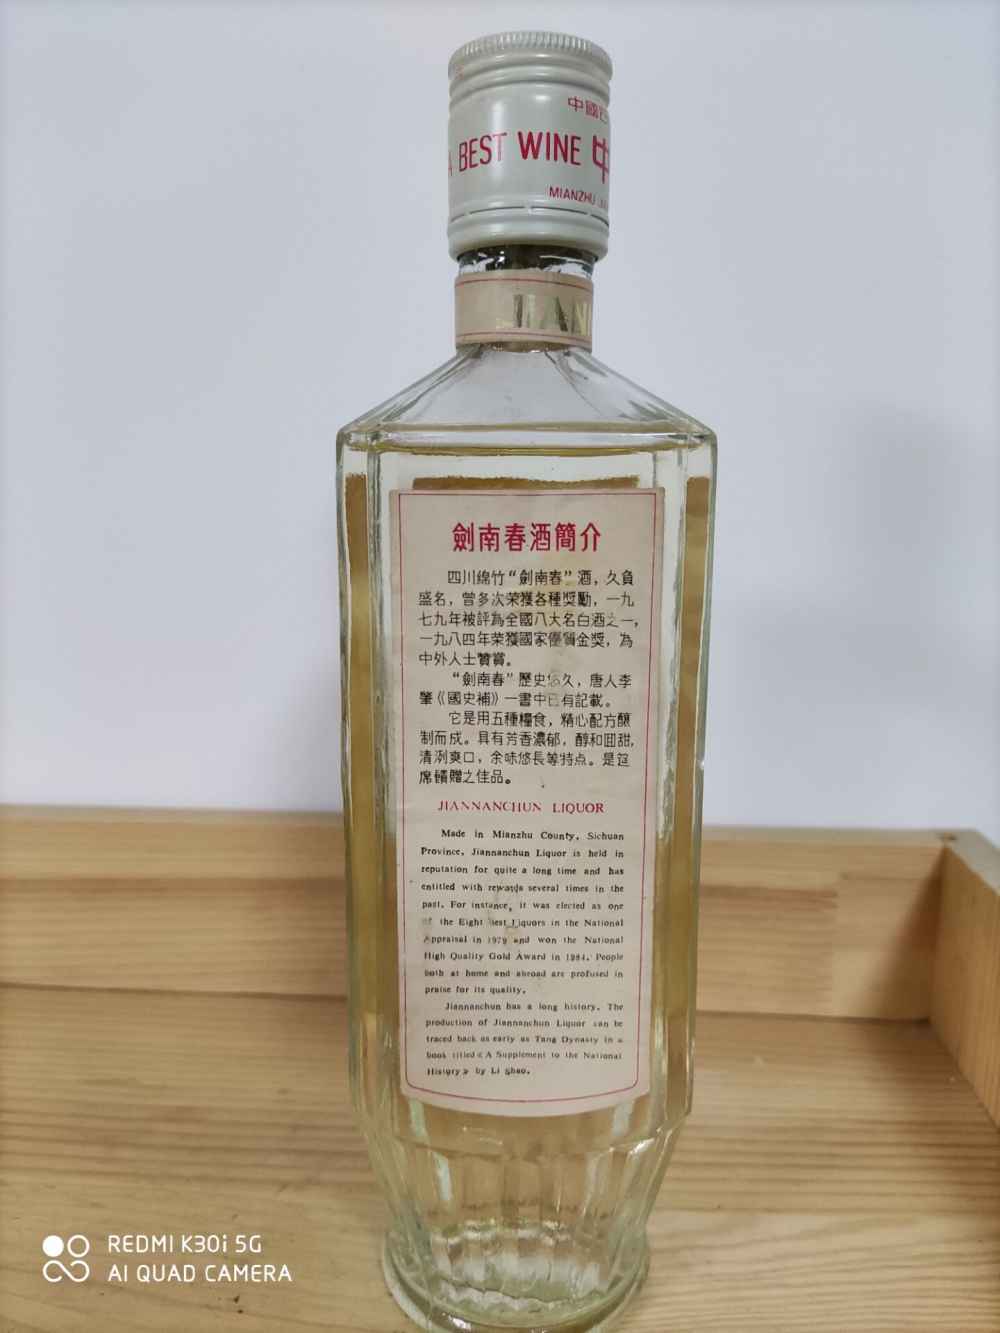 中國
BEST WINE 中
MIANZHU
JIAN
劍南春酒簡介
四川綿竹“劍南春”酒，久負
盛名，曾多次荣獲各種獎勵，一九
七九年被評為全國八大名白酒之一，
一九八四年荣獲國家優質金獎，為
中外人士贊賞。
“劍南春”歷史悠久，唐人李
肇《國史補》一書中已有記載。
它是用五種糧食，精心配方釀
制而成。具有芳香濃郁，醇和回甜，
清洌爽口，余味悠長等特点。是筵
席饋贈之佳品。
JIANNANCHUN LIQUOR
Made in Mianzhu County, Sichuan
Province, Jiannanchun Liquor is held in
reputation for quite a long time and has
entitled with rewards several times in the
past. For instance, it was elected as one
of the Eight Best Liquors in the National
Appraisal in 1979 and won the National
High Quality Gold Award in 1984. People
both at home and abroad are profused in
praise for its quality.
Jiannanchun has a long history. The
production of Jiannanchun Liquor can be
traced back as early as Tang Dynasty in a
book titled《A Supplement to the National
History》by Li Shao.
REDMI K30i 5G
AI QUAD CAMERA